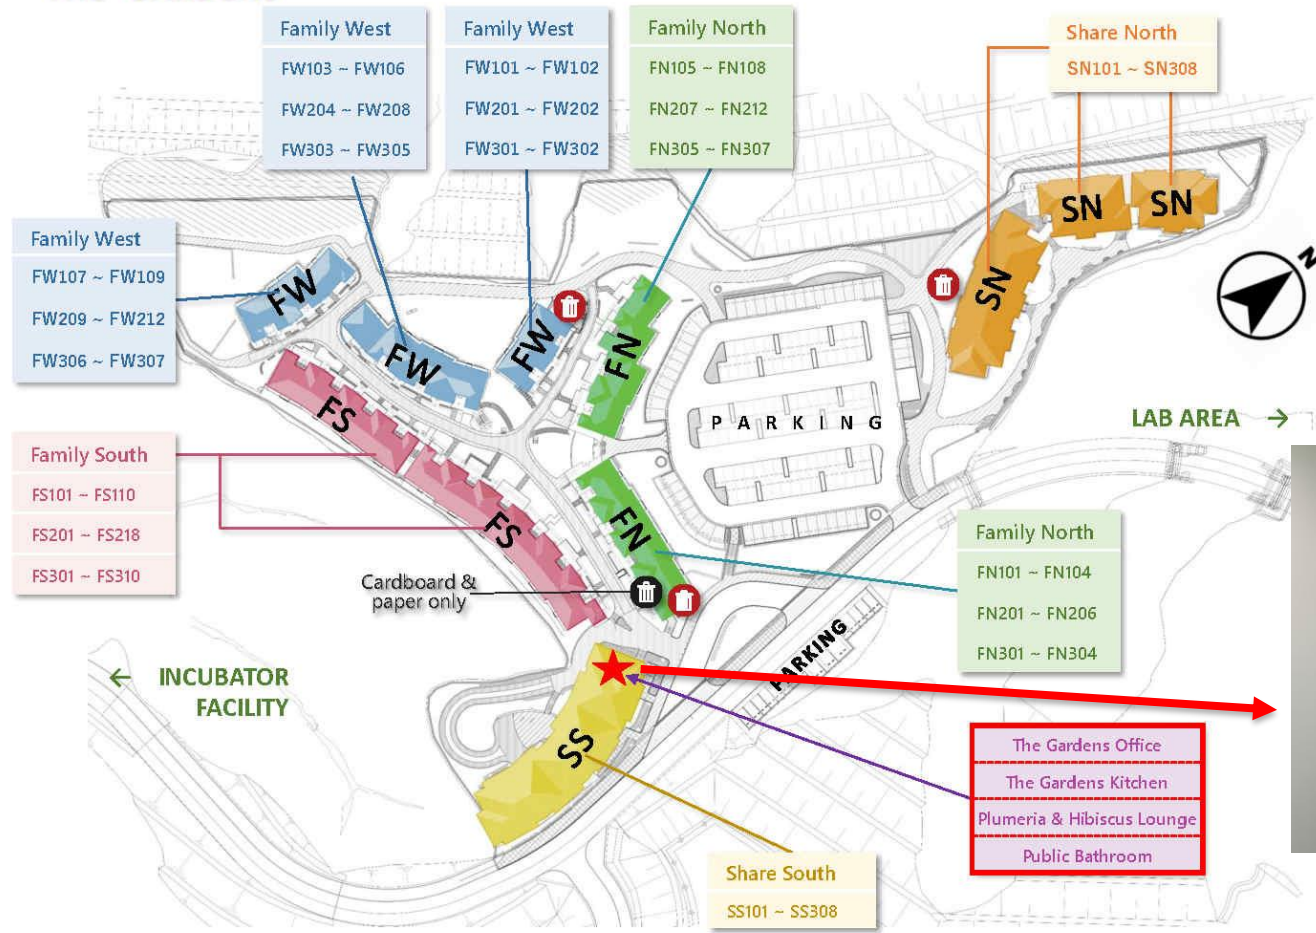 Family West
FW103 ~ FW106
FW204 ~ FW208
FW303 ~ FW305
Family West
FW101 ~ FW102
FW201 ~ FW202
FW301 ~ FW302
Family North
FN105 ~ FN108
FN207 ~ FN212
FN305 ~ FN307
Share North
SN101 ~ SN308
Family West
FW107 ~ FW109
FW209 ~ FW212
FW306 ~ FW307
FW
FW
FW
FN
SN
SN
SN
N
PARKING
LAB AREA →
Family South
FS101 ~ FS110
FS201 ~ FS218
FS301 ~ FS310
FS
FS
FN
Cardboard &
paper only
Family North
FN101 ~ FN104
FN201 ~ FN206
FN301 ~ FN304
PARKING
← INCUBATOR
FACILITY
SS
The Gardens Office
The Gardens Kitchen
Plumeria & Hibiscus Lounge
Public Bathroom
Share South
SS101 ~ SS308